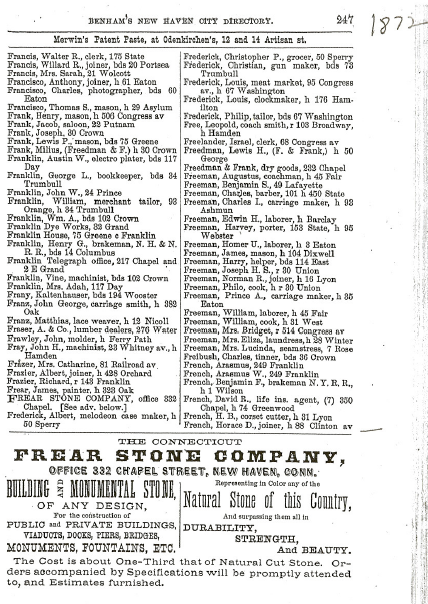 BENHAM'S NEW HAVEN CITY DIRECTORY. 247
1872
Merwin's Patent Paste, at Odenkirchen's, 12 and 14 Artisan st.
Francis, Walter R., clerk, 175 State
Francis, Willard R., joiner, bds 20 Portsea
Francis, Mrs. Sarah, 21 Wolcott
Francisco, Anthony, joiner, h 61 Eaton
Francisco, Charles, photographer, bds 60
Eaton
Francisco, Thomas S., mason, h 29 Asylum
Frank, Henry, mason, h 506 Congress av
Frank, Jacob, saloon, 22 Putnam
Frank, Joseph, 30 Crown
Frank, Lewis P., mason, bds 75 Greene
Frank, Milius, (Freedman & F.) h 30 Crown
Franklin, Austin W., electro plater, bds 117
Day
Franklin, George L., bookkeeper, bds 34
Trumbull
Franklin, John W., 24 Prince
Franklin, William, merchant tailor, 93
Orange, h 34 Trumbull
Franklin, Wm. A., bds 102 Crown
Franklin Dye Works, 32 Grand
Franklin House, 75 Greene c Franklin
Franklin, Henry G., brakeman, N. H. & N.
R. R., bds 14 Columbus
Franklin Telegraph office, 217 Chapel and
2 E Grand
Franklin, Vine, machinist, bds 102 Crown
Franklin, Mrs. Adah, 117 Day
Frany, Kaltenhauser, bds 194 Wooster
Franz, John George, carriage smith, h 382
Oak
Franz, Matthias, lace weaver, h 12 Nicoll
Fraser, A. & Co., lumber dealers, 276 Water
Frawley, John, molder, h Ferry Path
Fray, John H., machinist, 23 Whitney av., h
Hamden
Frazer, Mrs. Catharine, 81 Railroad av
Frazier, Albert, joiner, h 428 Orchard
Frazier, Richard, r 143 Franklin
Frear, James, painter, h 323 Oak
FREAR STONE COMPANY, office 332
Chapel. [See adv. below.]
Frederick, Albert, melodeon case maker, h
50 Sperry
Frederick, Christopher P., grocer, 50 Sperry
Frederick, Christian, gun maker, bds 73
Trumbull
Frederick, Louis, meat market, 95 Congress
av., h 67 Washington
Frederick, Louis, clockmaker, h 176 Ham-
ilton
Frederick, Philip, tailor, bds 67 Washington
Free, Leopold, coach smith, r 103 Broadway,
h Hamden
Freelander, Israel, clerk, 68 Congress av
Freedman, Lewis H., (F. & Frank,) h 50
George
Freedman & Frank, dry goods, 232 Chapel
Freeman, Augustus, coachman, h 45 Fair
Freeman, Benjamin S., 49 Lafayette
Freeman, Charles, barber, 101 h 450 State
Freeman, Charles I., carriage maker, h 93
Ashmun
Freeman, Edwin H., laborer, h Barclay
Freeman, Harvey, porter, 153 State, h 95
Webster
Freeman, Homer U., laborer, h 3 Eaton
Freeman, James, mason, h 104 Dixwell
Freeman, Harry, helper, bds 114 East
Freeman, Joseph H. S., r 30 Union
Freeman, Norman R., joiner, h 16 Lyon
Freeman, Philo, cook, h r 30 Union
Freeman, Prince A., carriage maker, h 35
Eaton
Freeman, William, laborer, h 45 Fair
Freeman, William, cook, h 31 West
Freeman, Mrs. Bridget, r 514 Congress av
Freeman, Mrs. Eliza, laundress, h 28 Winter
Freeman, Mrs. Lucinda, seamstress, 7 Rose
Freibush, Charles, tinner, bds 36 Crown
French, Arasmus, 249 Franklin
French, Arasmus W., 249 Franklin
French, Benjamin F., brakeman N. Y. R. R.,
h 1 Wilson
French, David R., life ins. agent, (7) 350
Chapel, h 74 Greenwood
French, H. B., corset cutter, h 31 Lyon
French, Horace D., joiner, h 88 Clinton av
THE CONNECTICUT
FREAR STONE COMPANY,
OFFICE 332 CHAPEL STREET, NEW HAVEN, CONN.
BUILDING AND MONUMENTAL STONE,
OF ANY DESIGN,
For the construction of
PUBLIC and PRIVATE BUILDINGS,
VIADUCTS, DOCKS, PIERS, BRIDGES,
MONUMENTS, FOUNTAINS, ETC.
Representing in Color any of the
Natural Stone of this Country,
And surpassing them all in
DURABILITY,
STRENGTH,
And BEAUTY.
The Cost is about One-Third that of Natural Cut Stone. Or-
ders accompanied by Specifications will be promptly attended
to, and Estimates furnished.